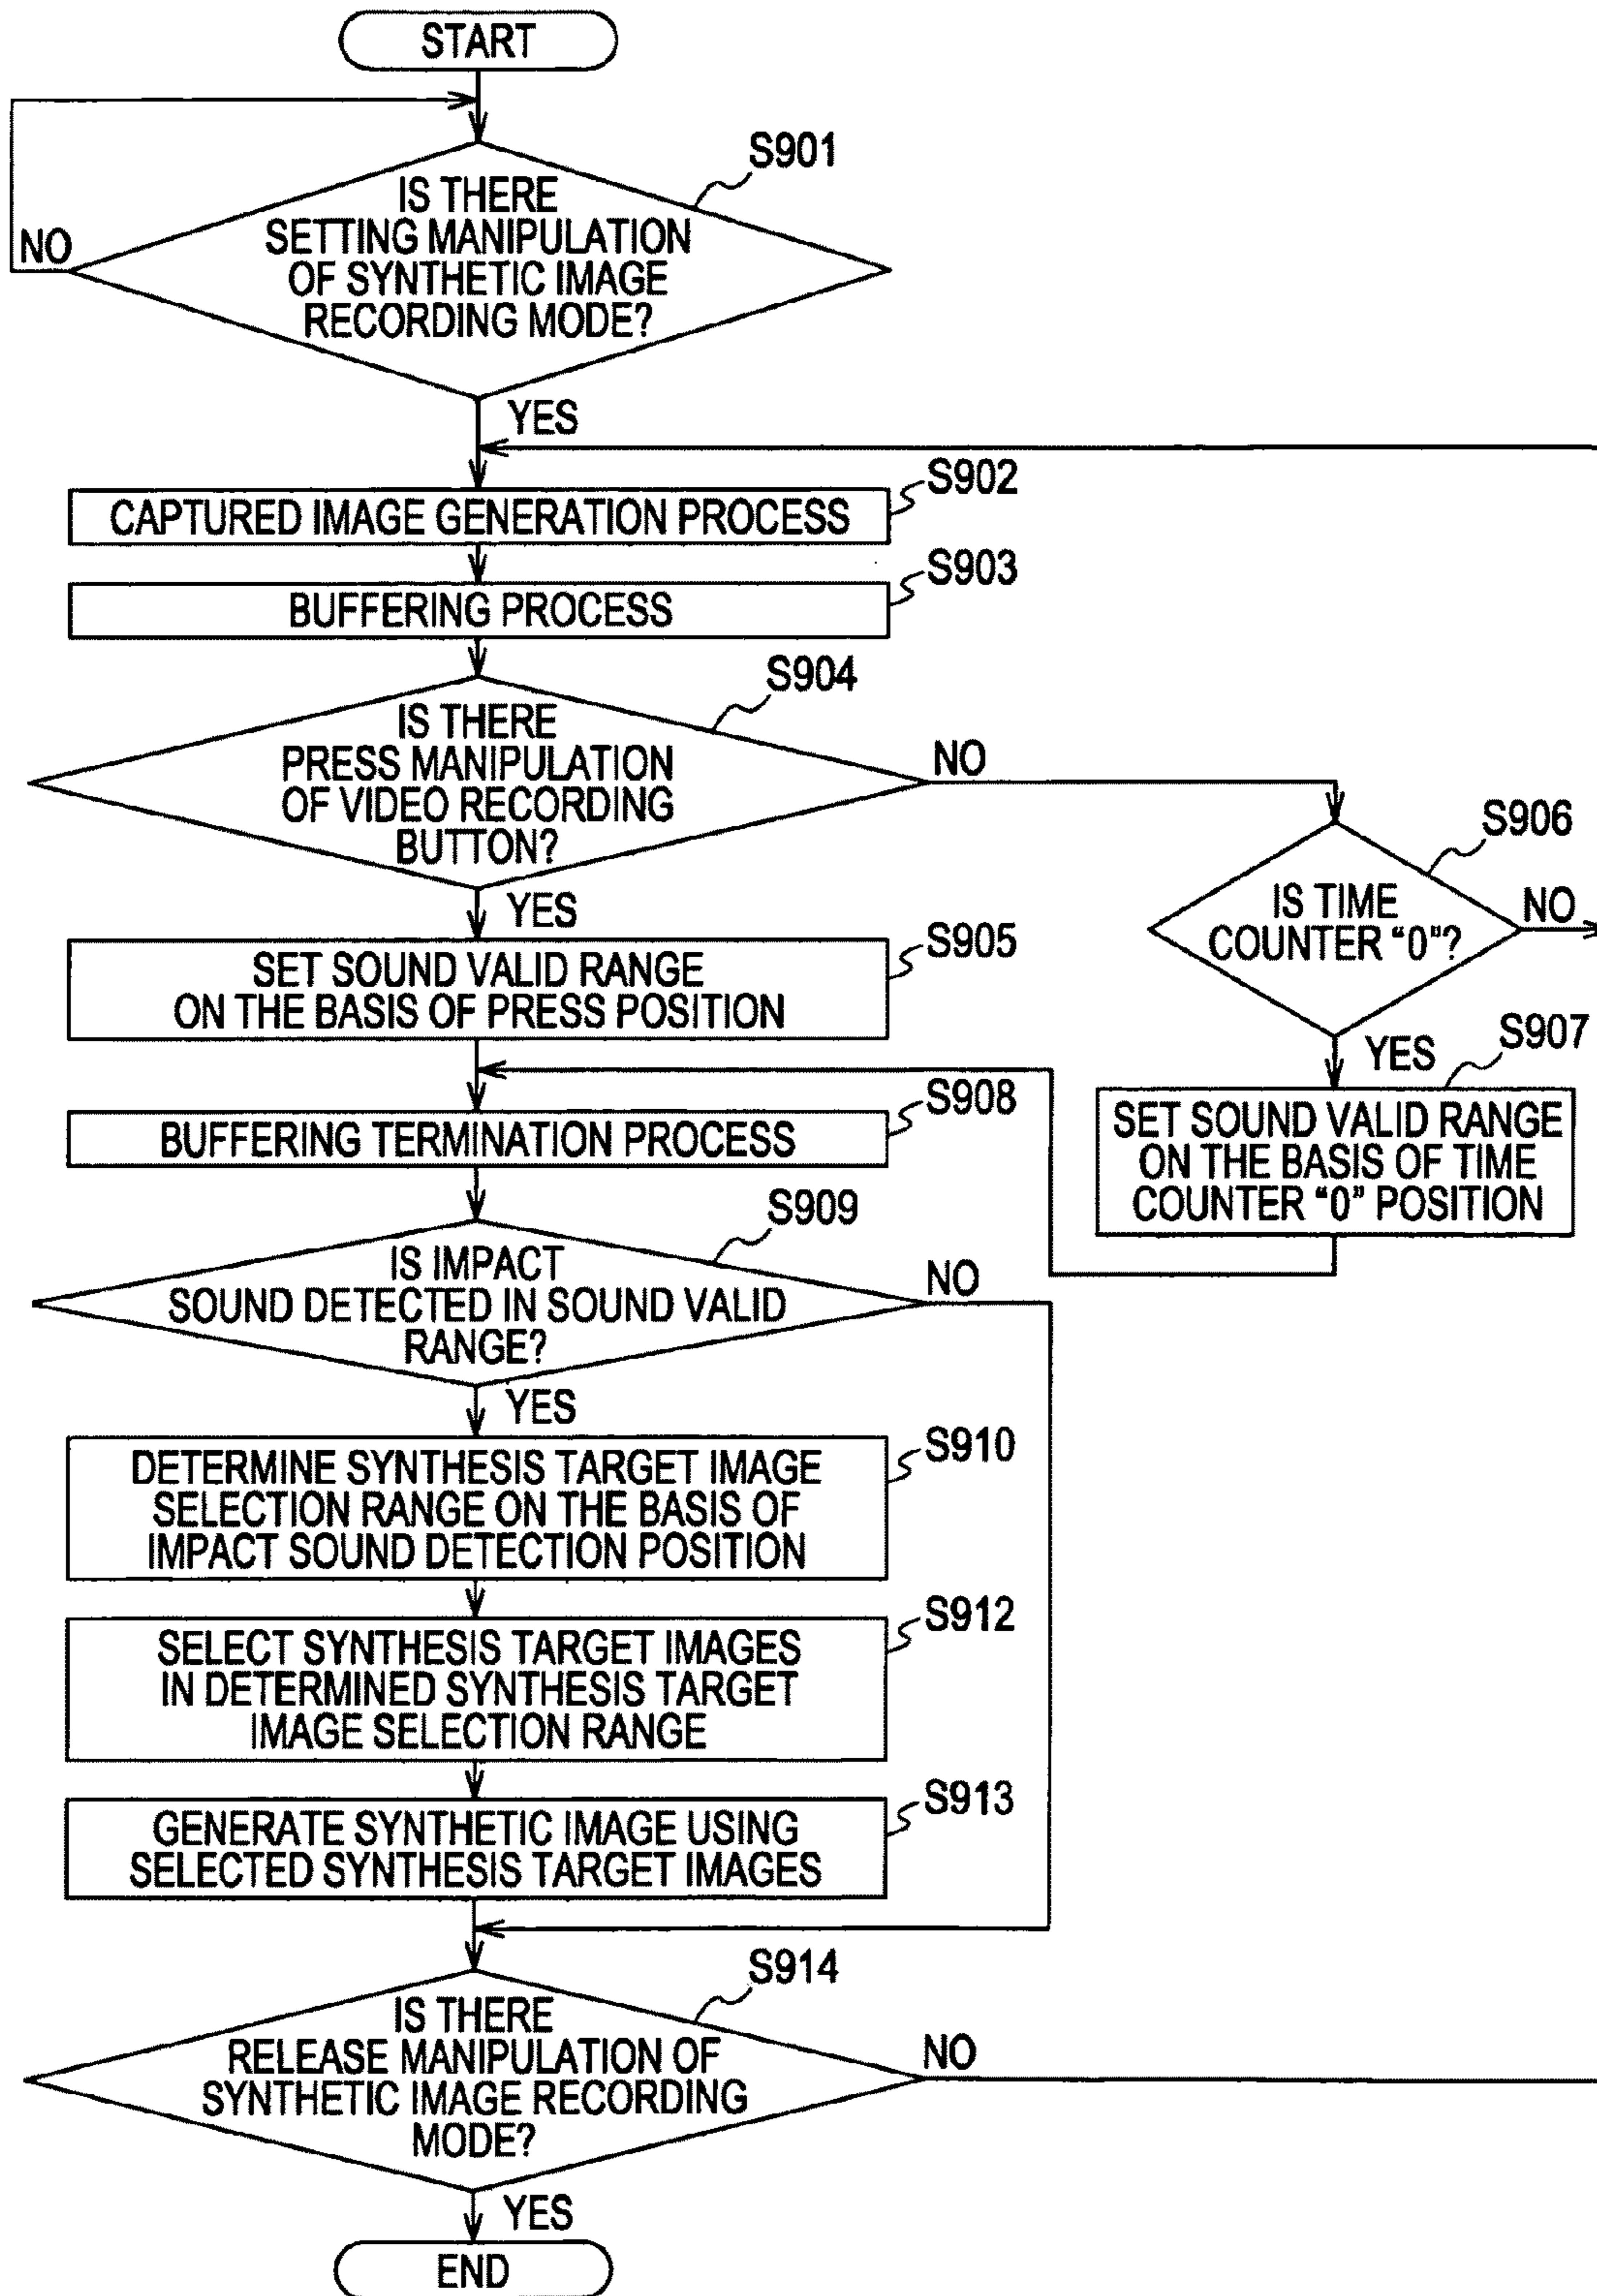 START
S901
IS THERE
SETTING MANIPULATION
OF SYNTHETIC IMAGE
RECORDING MODE?
NO
YES
S902
CAPTURED IMAGE GENERATION PROCESS
S903
BUFFERING PROCESS
S904
IS THERE
PRESS MANIPULATION
OF VIDEO RECORDING
BUTTON?
NO
YES
S906
IS TIME
COUNTER “0”?
NO
YES
S905
SET SOUND VALID RANGE
ON THE BASIS OF PRESS POSITION
S907
SET SOUND VALID RANGE
ON THE BASIS OF TIME
COUNTER “0” POSITION
S908
BUFFERING TERMINATION PROCESS
S909
IS IMPACT
SOUND DETECTED IN SOUND VALID
RANGE?
NO
YES
S910
DETERMINE SYNTHESIS TARGET IMAGE
SELECTION RANGE ON THE BASIS OF
IMPACT SOUND DETECTION POSITION
S912
SELECT SYNTHESIS TARGET IMAGES
IN DETERMINED SYNTHESIS TARGET
IMAGE SELECTION RANGE
S913
GENERATE SYNTHETIC IMAGE USING
SELECTED SYNTHESIS TARGET IMAGES
S914
IS THERE
RELEASE MANIPULATION OF
SYNTHETIC IMAGE RECORDING
MODE?
NO
YES
END